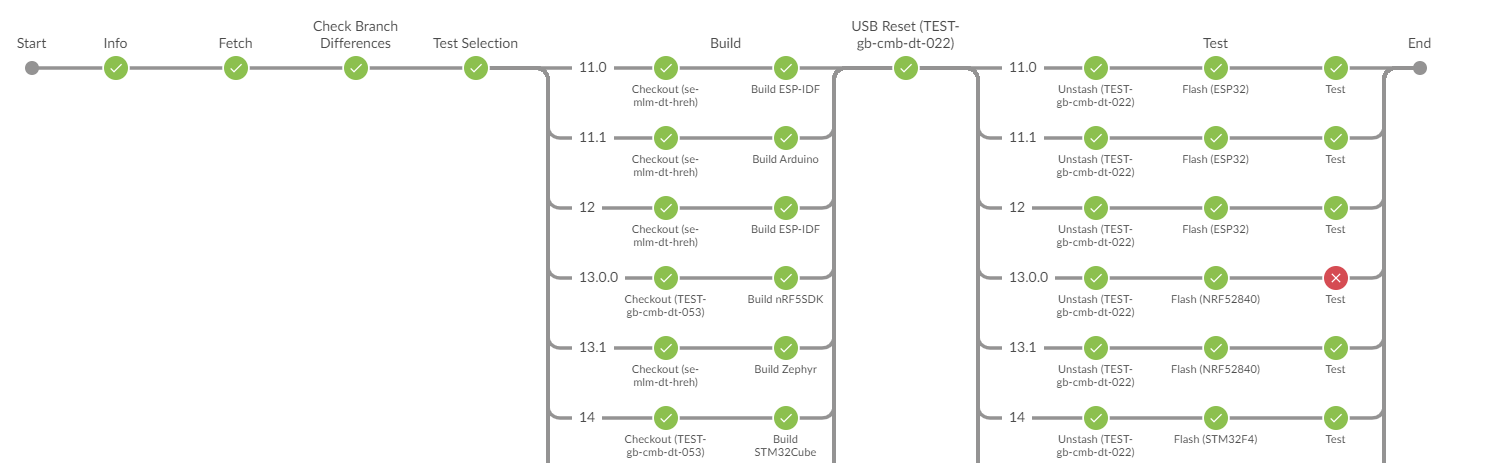 Start
Info
Fetch
Check Branch
Differences
Test Selection
Build
USB Reset (TEST-
gb-cmb-dt-022)
Test
End
11.0
Checkout (se-
mlm-dt-hreh)
Build ESP-IDF
11.0
Unstash (TEST-
gb-cmb-dt-022)
Flash (ESP32)
Test
11.1
Checkout (se-
mlm-dt-hreh)
Build Arduino
11.1
Unstash (TEST-
gb-cmb-dt-022)
Flash (ESP32)
Test
12
Checkout (se-
mlm-dt-hreh)
Build ESP-IDF
12
Unstash (TEST-
gb-cmb-dt-022)
Flash (ESP32)
Test
13.0.0
Checkout (TEST-
gb-cmb-dt-053)
Build nRF5SDK
13.0.0
Unstash (TEST-
gb-cmb-dt-022)
Flash (NRF52840)
Test
13.1
Checkout (se-
mlm-dt-hreh)
Build Zephyr
13.1
Unstash (TEST-
gb-cmb-dt-022)
Flash (NRF52840)
Test
14
Checkout (TEST-
gb-cmb-dt-053)
Build
STM32Cube
14
Unstash (TEST-
gb-cmb-dt-022)
Flash (STM32F4)
Test